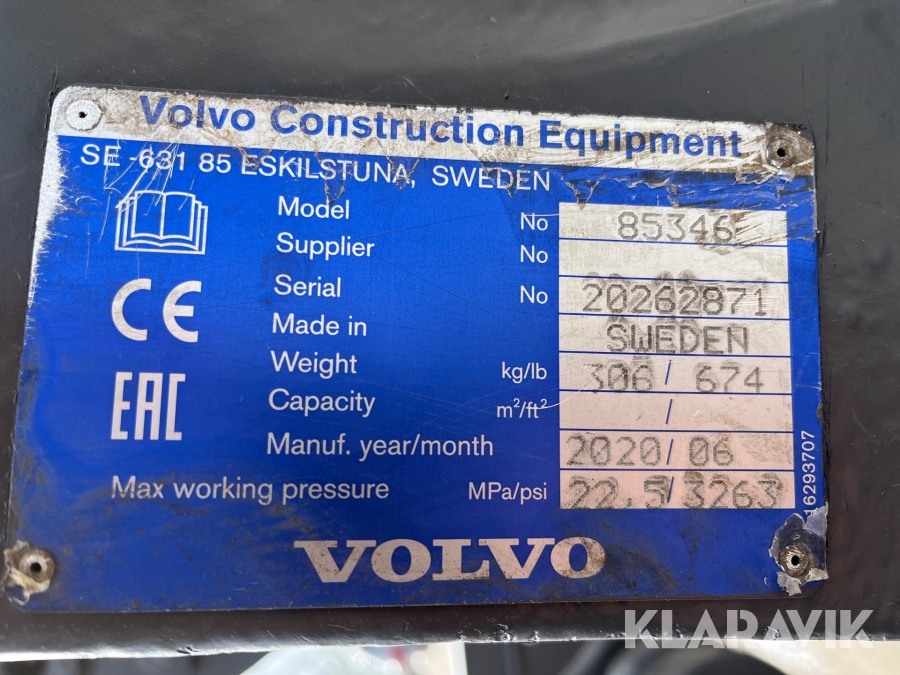 Volvo Construction Equipment
SE -631 85 ESKILSTUNA, SWEDEN
Model No 85346
Supplier No
Serial No 20262871
Made in SWEDEN
Weight kg/lb 306/ 674
Capacity m²/ft² /
Manuf. year/month 2020/ 06
Max working pressure MPa/psi 22.5/3263
CE
EAC
16293707
VOLVO
KLARAVIK